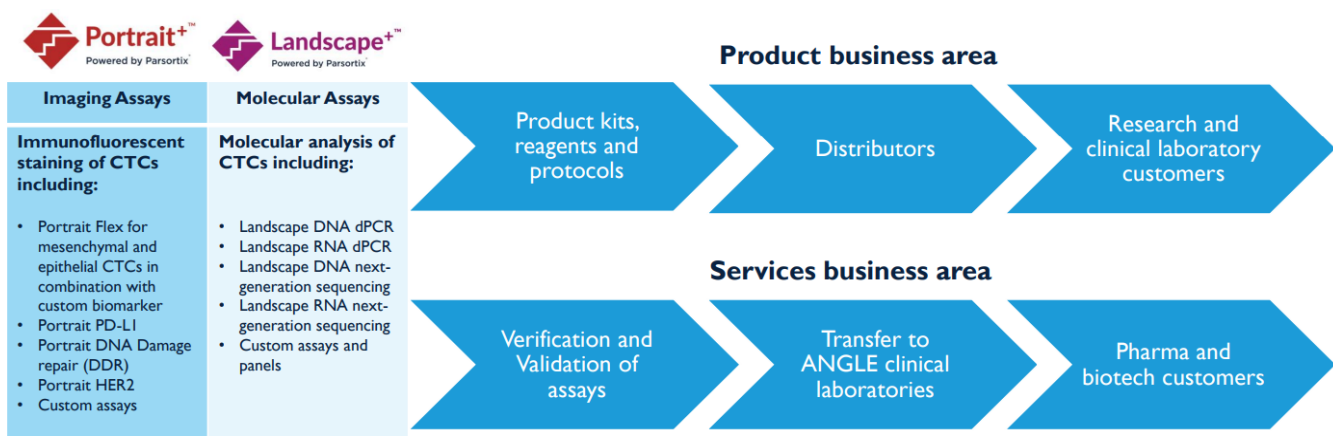 Portrait+™
Powered by Parsortix®
Landscape+™
Powered by Parsortix®
Imaging Assays
Molecular Assays
Immunofluorescent
staining of CTCs
including:
• Portrait Flex for
mesenchymal and
epithelial CTCs in
combination with
custom biomarker
• Portrait PD-L1
• Portrait DNA Damage
repair (DDR)
• Portrait HER2
• Custom assays
Molecular analysis of
CTCs including:
• Landscape DNA dPCR
• Landscape RNA dPCR
• Landscape DNA next-
generation sequencing
• Landscape RNA next-
generation sequencing
• Custom assays and
panels
Product business area
Product kits,
reagents and
protocols
Distributors
Research and
clinical laboratory
customers
Services business area
Verification and
Validation of
assays
Transfer to
ANGLE clinical
laboratories
Pharma and
biotech customers